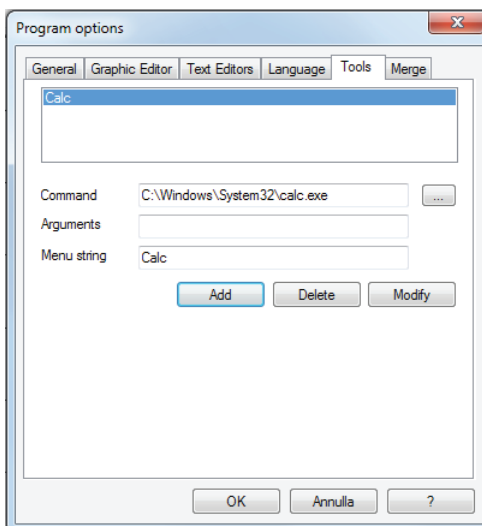 Program options
General Graphic Editor Text Editors Language Tools Merge
Calc
Command C:\Windows\System32\calc.exe ...
Arguments
Menu string Calc
Add Delete Modify
OK Annulla ?